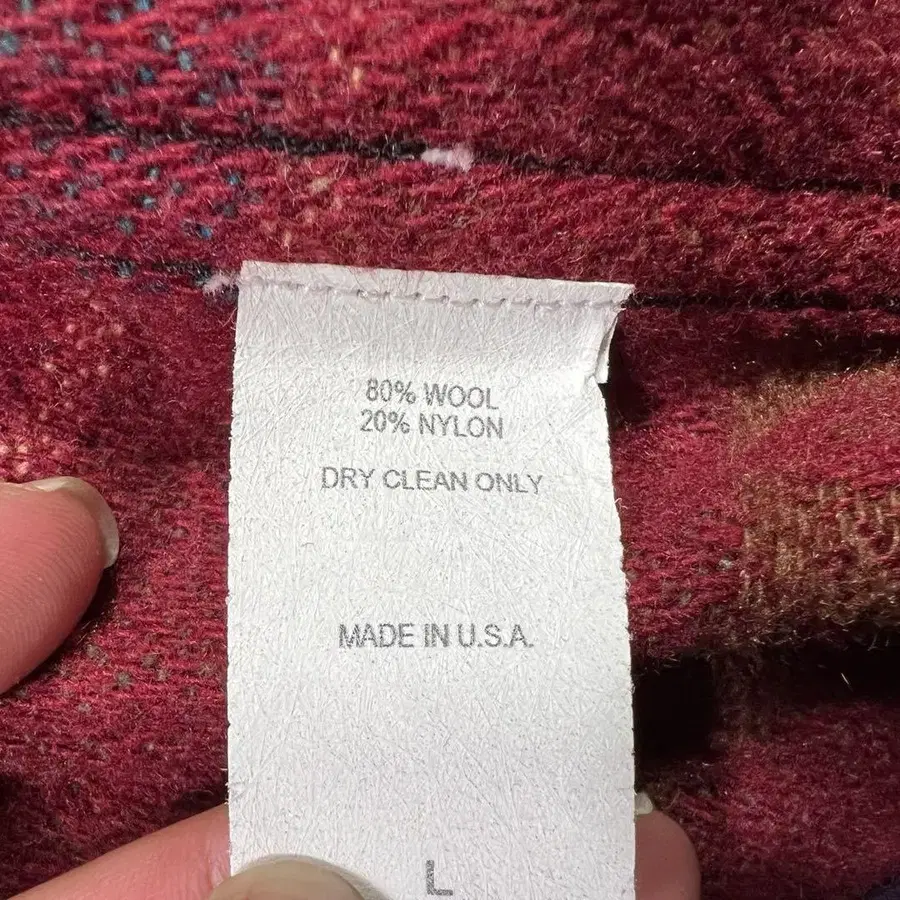 80% WOOL
20% NYLON
DRY CLEAN ONLY
MADE IN U.S.A.
L